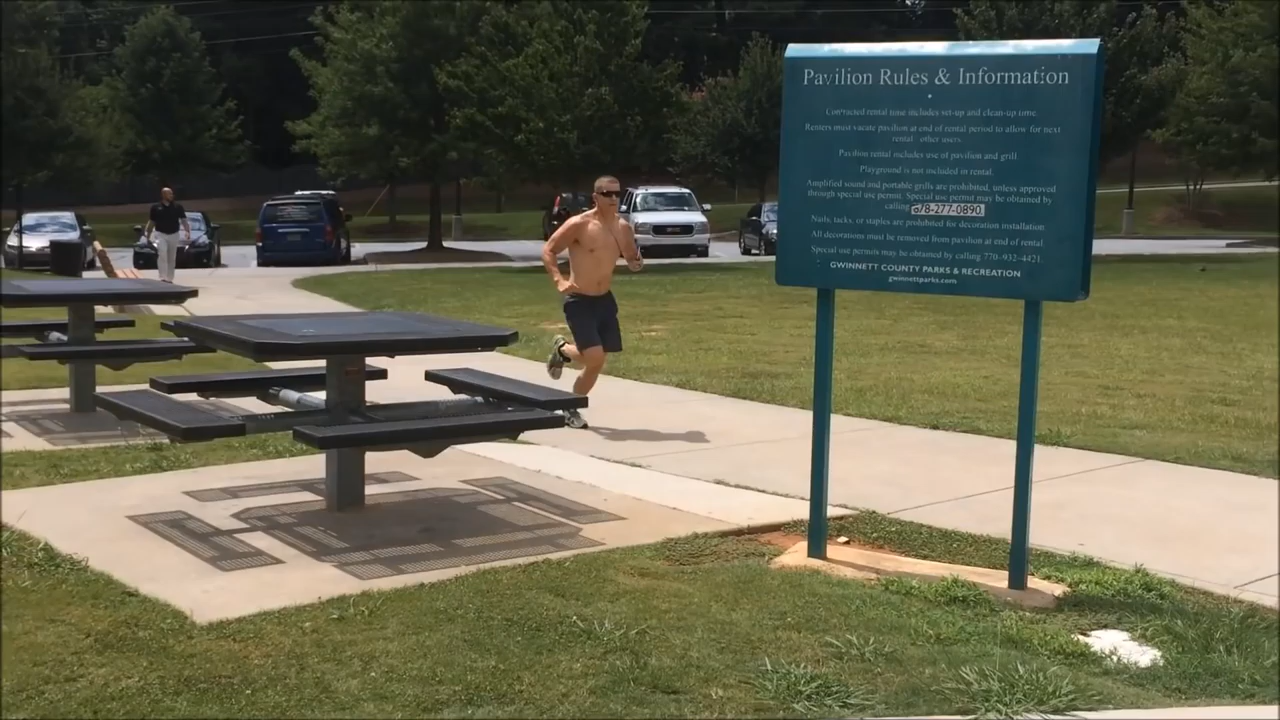 Pavilion Rules & Information
Contracted rental time includes set-up and clean-up time.
Renters must vacate pavilion at end of rental period to allow for next
rental other users.
Pavilion rental includes use of pavilion and grill.
Playground is not included in rental.
Amplified sound and portable grills are prohibited, unless approved
through special use permit. Special use permit may be obtained by
calling 678-277-0890.
Nails, tacks, or staples are prohibited for decoration installation.
All decorations must be removed from pavilion at end of rental.
Special use permits may be obtained by calling 770-932-4421.
GWINNETT COUNTY PARKS & RECREATION
gwinnettparks.com